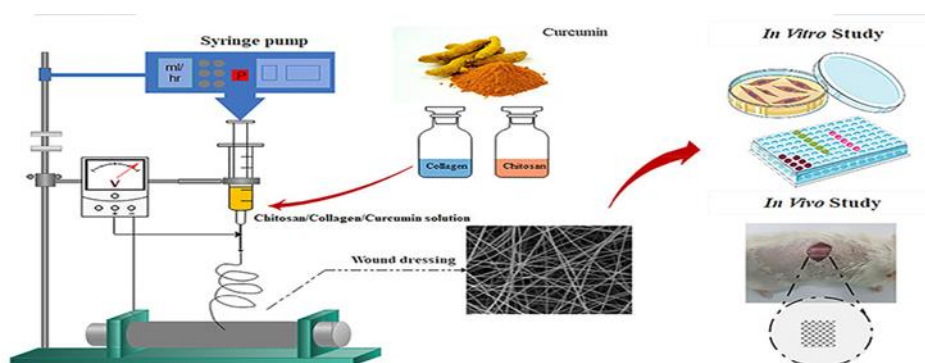 Syringe pump
ml/
hr
P
V
Curcumin
Collagen
Chitosan
Chitosan/Collagen/Curcumin solution
Wound dressing
In Vitro Study
In Vivo Study